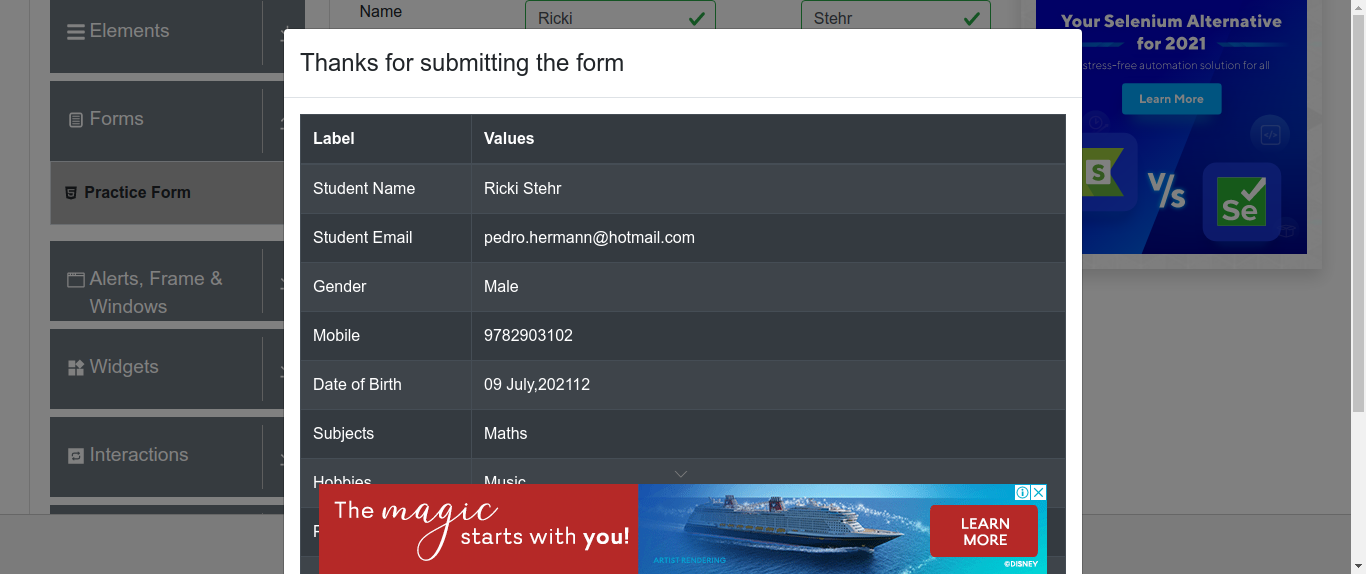 Name
Ricki
Stehr
Elements
Forms
Practice Form
Alerts, Frame &
Windows
Widgets
Interactions
Thanks for submitting the form
Label Values
Student Name Ricki Stehr
Student Email pedro.hermann@hotmail.com
Gender Male
Mobile 9782903102
Date of Birth 09 July,202112
Subjects Maths
Hobbies Music
The magic
starts with you!
ARTIST RENDERING
LEARN
MORE
©DISNEY
Your Selenium Alternative
for 2021
stress-free automation solution for all
Learn More
S
V/s
Se